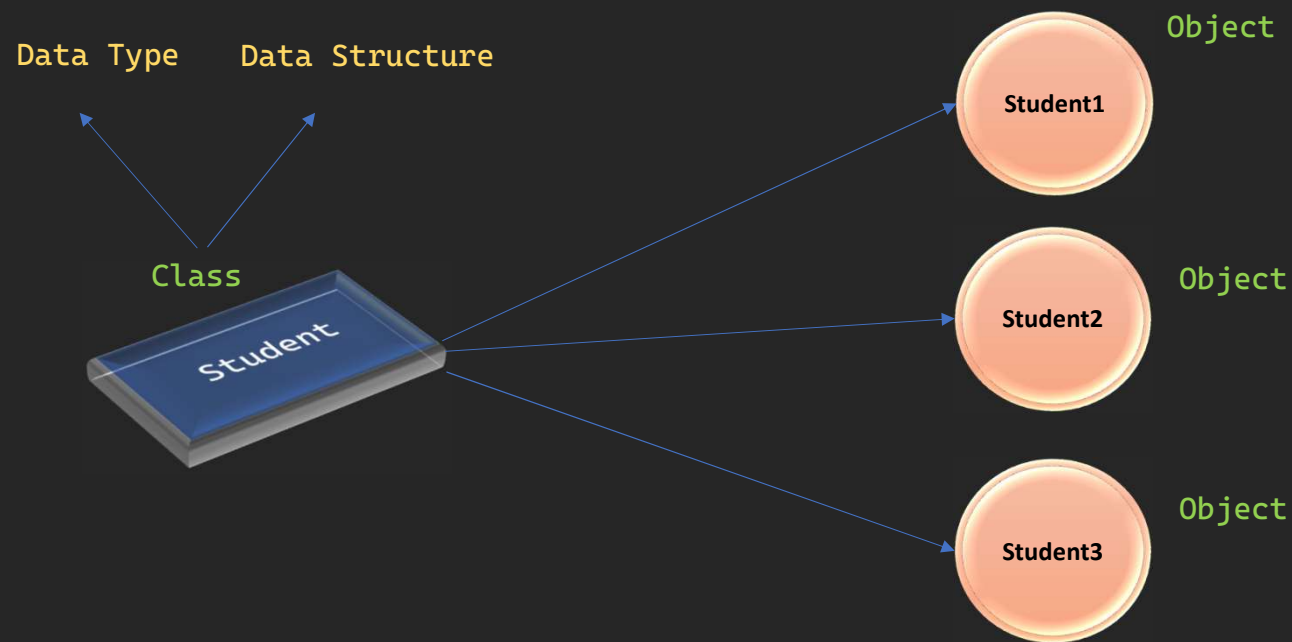 Data Type
Data Structure
Class
Student
Student1
Object
Student2
Object
Student3
Object